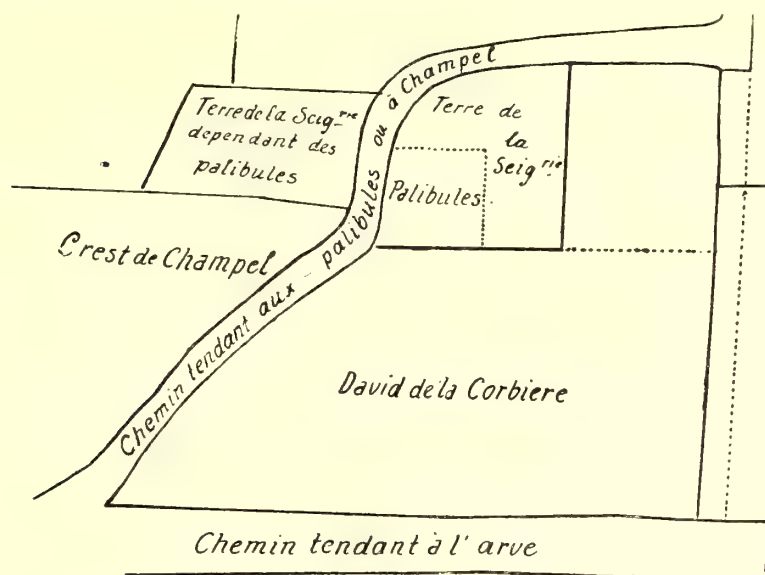 Terre de la Seigrie
dependant des
palibules
Terre de
la
Seigrie
Palibules
Crest de Champel
Chemin tendant aux - palibules ou à Champel
David de la Corbiere
Chemin tendant à l'arve